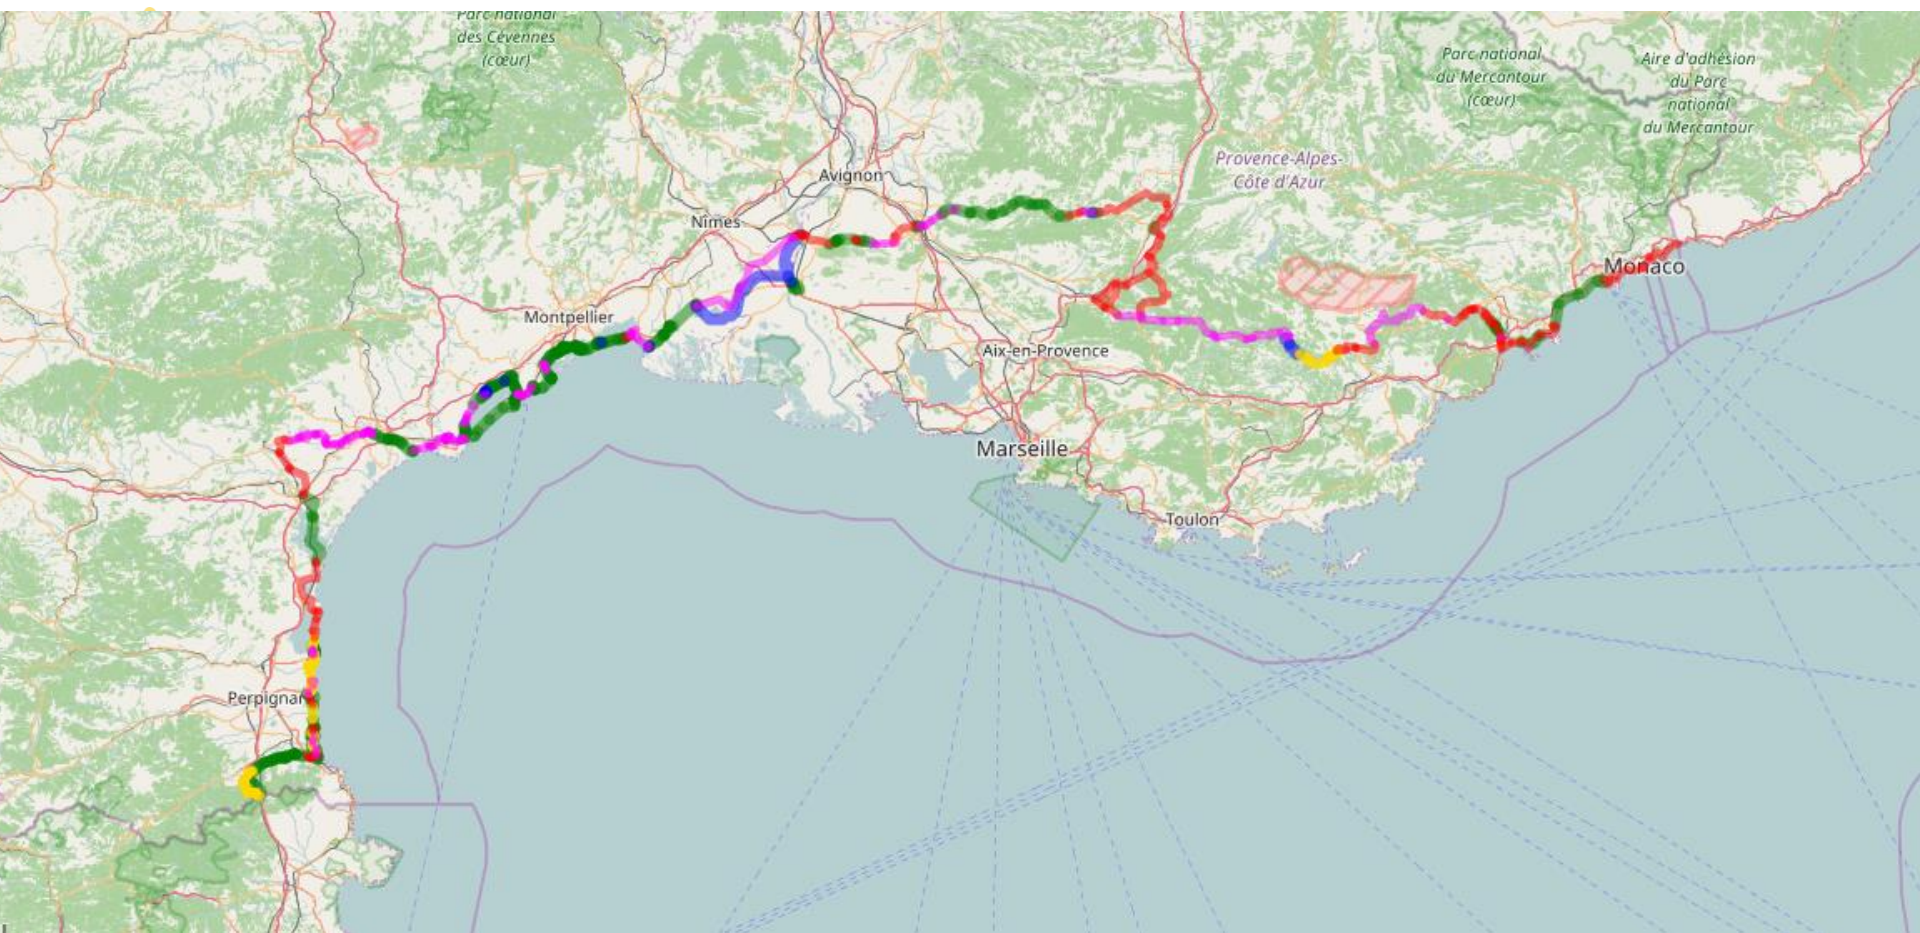 Parc national
des Cévennes
(cœur)
Parc national
du Mercantour
(cœur)
Aire d'adhésion
du Parc
national
du Mercantour
Provence-Alpes-
Côte d'Azur
Avignon
Nîmes
Monaco
Montpellier
Aix-en-Provence
Marseille
Toulon
Perpignan